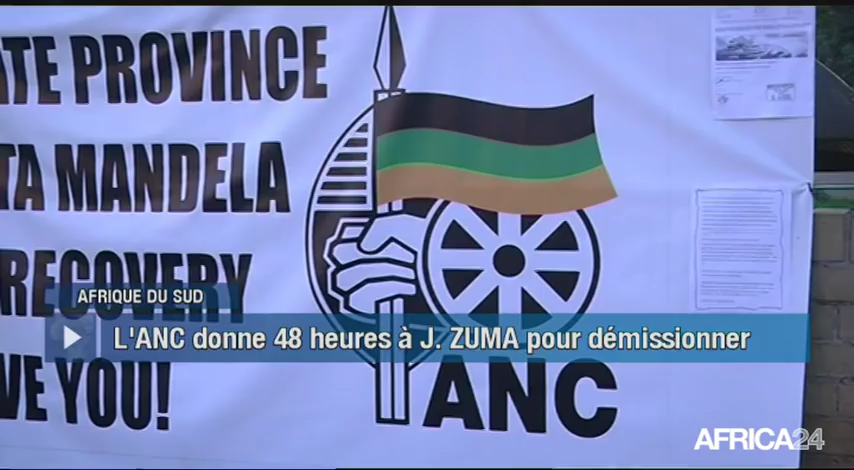 ATE PROVINCE
TA MANDELA
RECOVERY
VE YOU!
ANC
AFRIQUE DU SUD
L'ANC donne 48 heures à J. ZUMA pour démissionner
AFRICA24